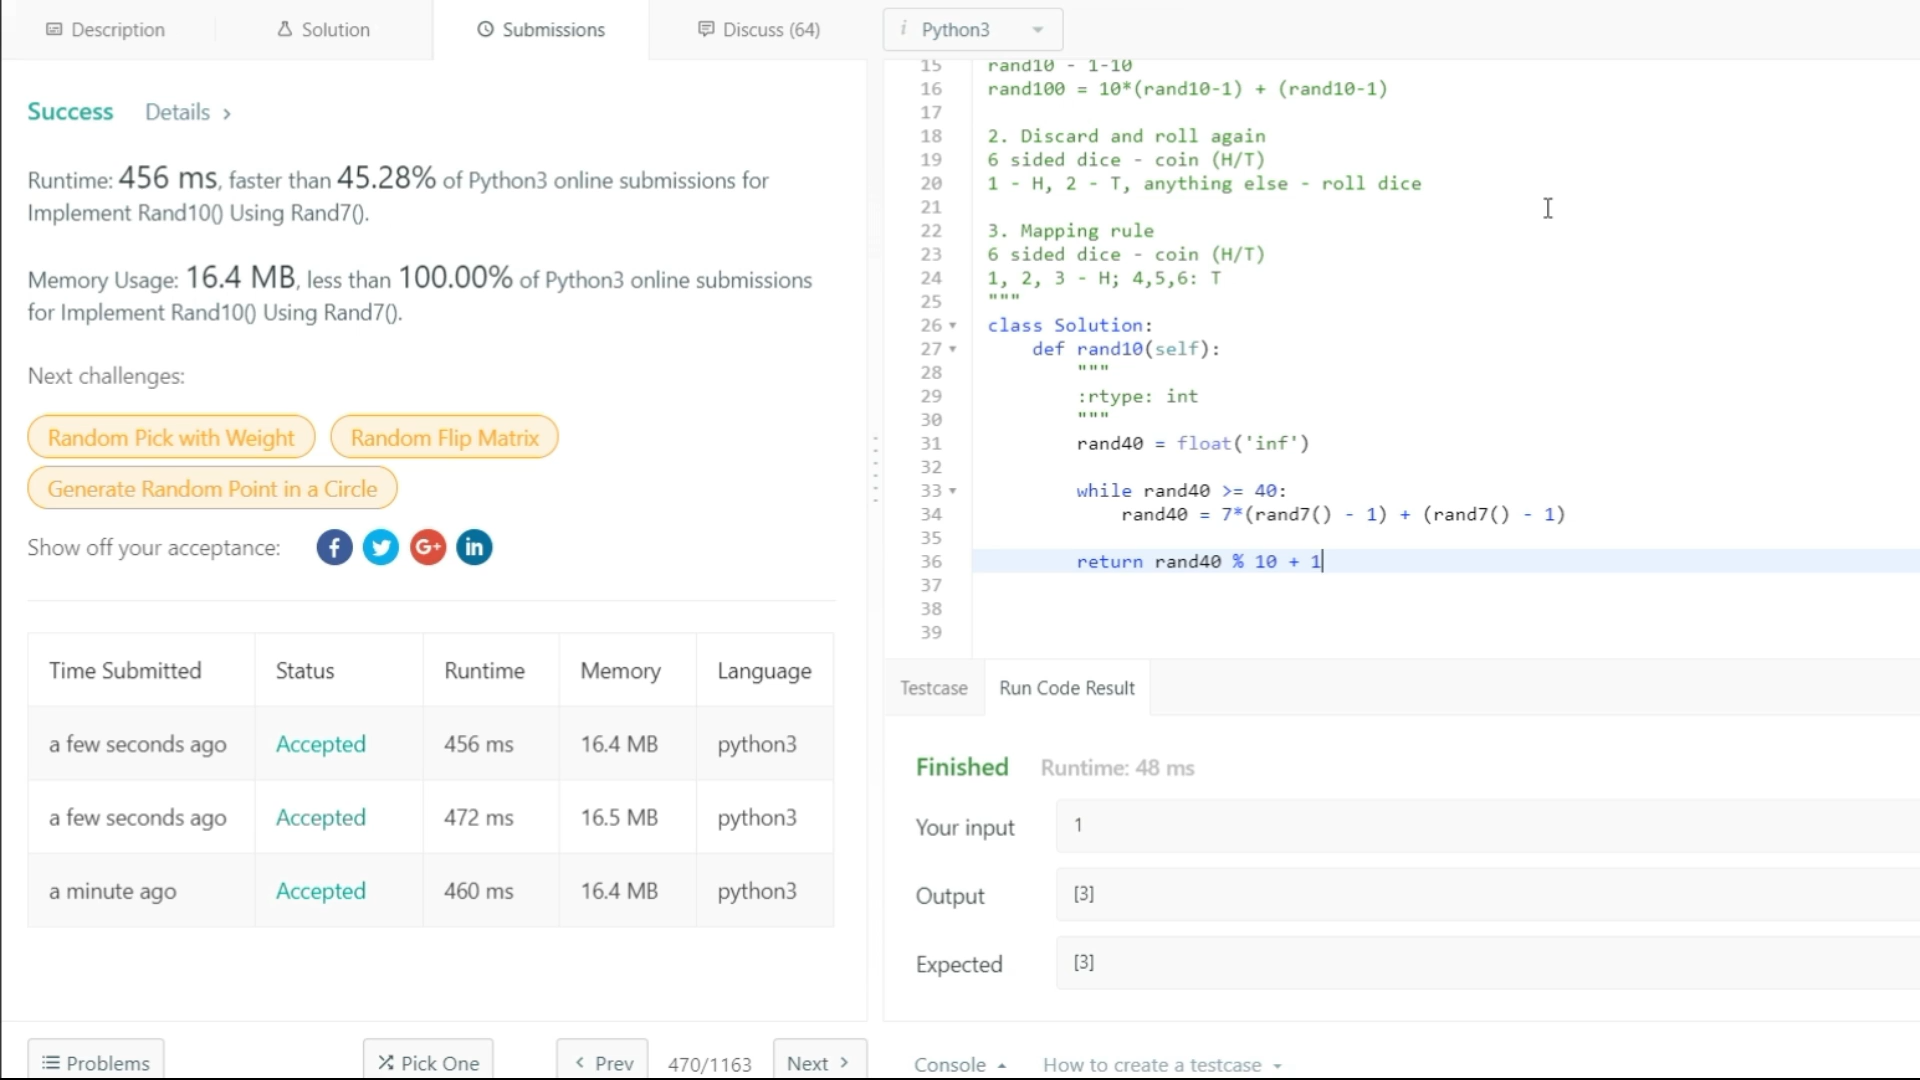 Description
Solution
Submissions
Discuss (64)
i Python3
Success Details >
Runtime: 456 ms, faster than 45.28% of Python3 online submissions for
Implement Rand10() Using Rand7().
Memory Usage: 16.4 MB, less than 100.00% of Python3 online submissions
for Implement Rand10() Using Rand7().
Next challenges:
Random Pick with Weight
Random Flip Matrix
Generate Random Point in a Circle
Show off your acceptance: f G+ in
Time Submitted Status Runtime Memory Language
a few seconds ago Accepted 456 ms 16.4 MB python3
a few seconds ago Accepted 472 ms 16.5 MB python3
a minute ago Accepted 460 ms 16.4 MB python3
Problems
Pick One
< Prev
470/1163
Next >
15 rand10 - 1-10
16 rand100 = 10*(rand10-1) + (rand10-1)
17
18 2. Discard and roll again
19 6 sided dice - coin (H/T)
20 1 - H, 2 - T, anything else - roll dice
21
22 3. Mapping rule
23 6 sided dice - coin (H/T)
24 1, 2, 3 - H; 4,5,6: T
25 """
26 class Solution:
27 def rand10(self):
28 """
29 :rtype: int
30 """
31 rand40 = float('inf')
32
33 while rand40 >= 40:
34 rand40 = 7*(rand7() - 1) + (rand7() - 1)
35
36 return rand40 % 10 + 1
37
38
39
Testcase
Run Code Result
Finished Runtime: 48 ms
Your input 1
Output [3]
Expected [3]
Console
How to create a testcase